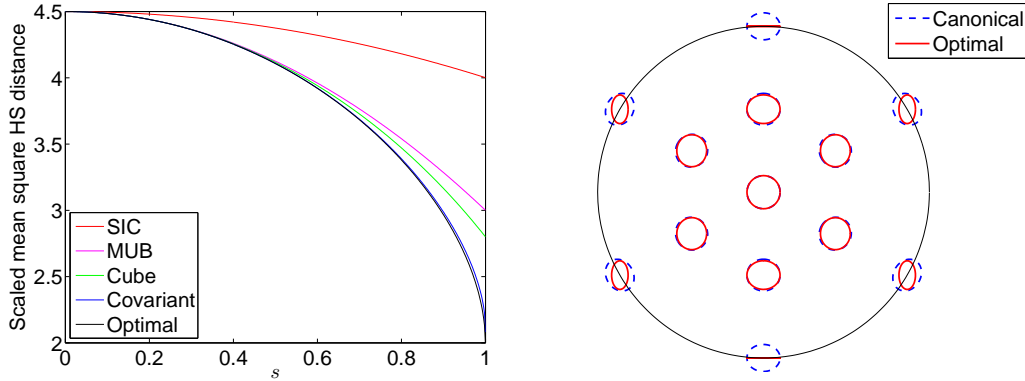 Scaled mean square HS distance
4.5
4
3.5
3
2.5
2
SIC
MUB
Cube
Covariant
Optimal
0
0.2
0.4
0.6
0.8
1
s
Canonical
Optimal